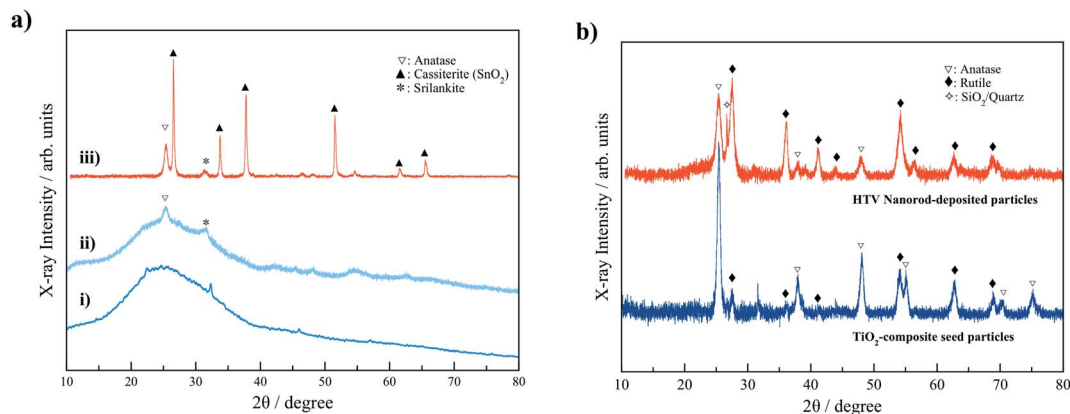 a)
▽: Anatase
▲: Cassiterite (SnO₂)
*: Srilankite
iii)
ii)
i)
X-ray Intensity / arb. units
10 20 30 40 50 60 70 80
2θ / degree
b)
▽: Anatase
◆: Rutile
✧: SiO₂/Quartz
HTV Nanorod-deposited particles
TiO₂-composite seed particles
X-ray Intensity / arb. units
10 20 30 40 50 60 70 80
2θ / degree